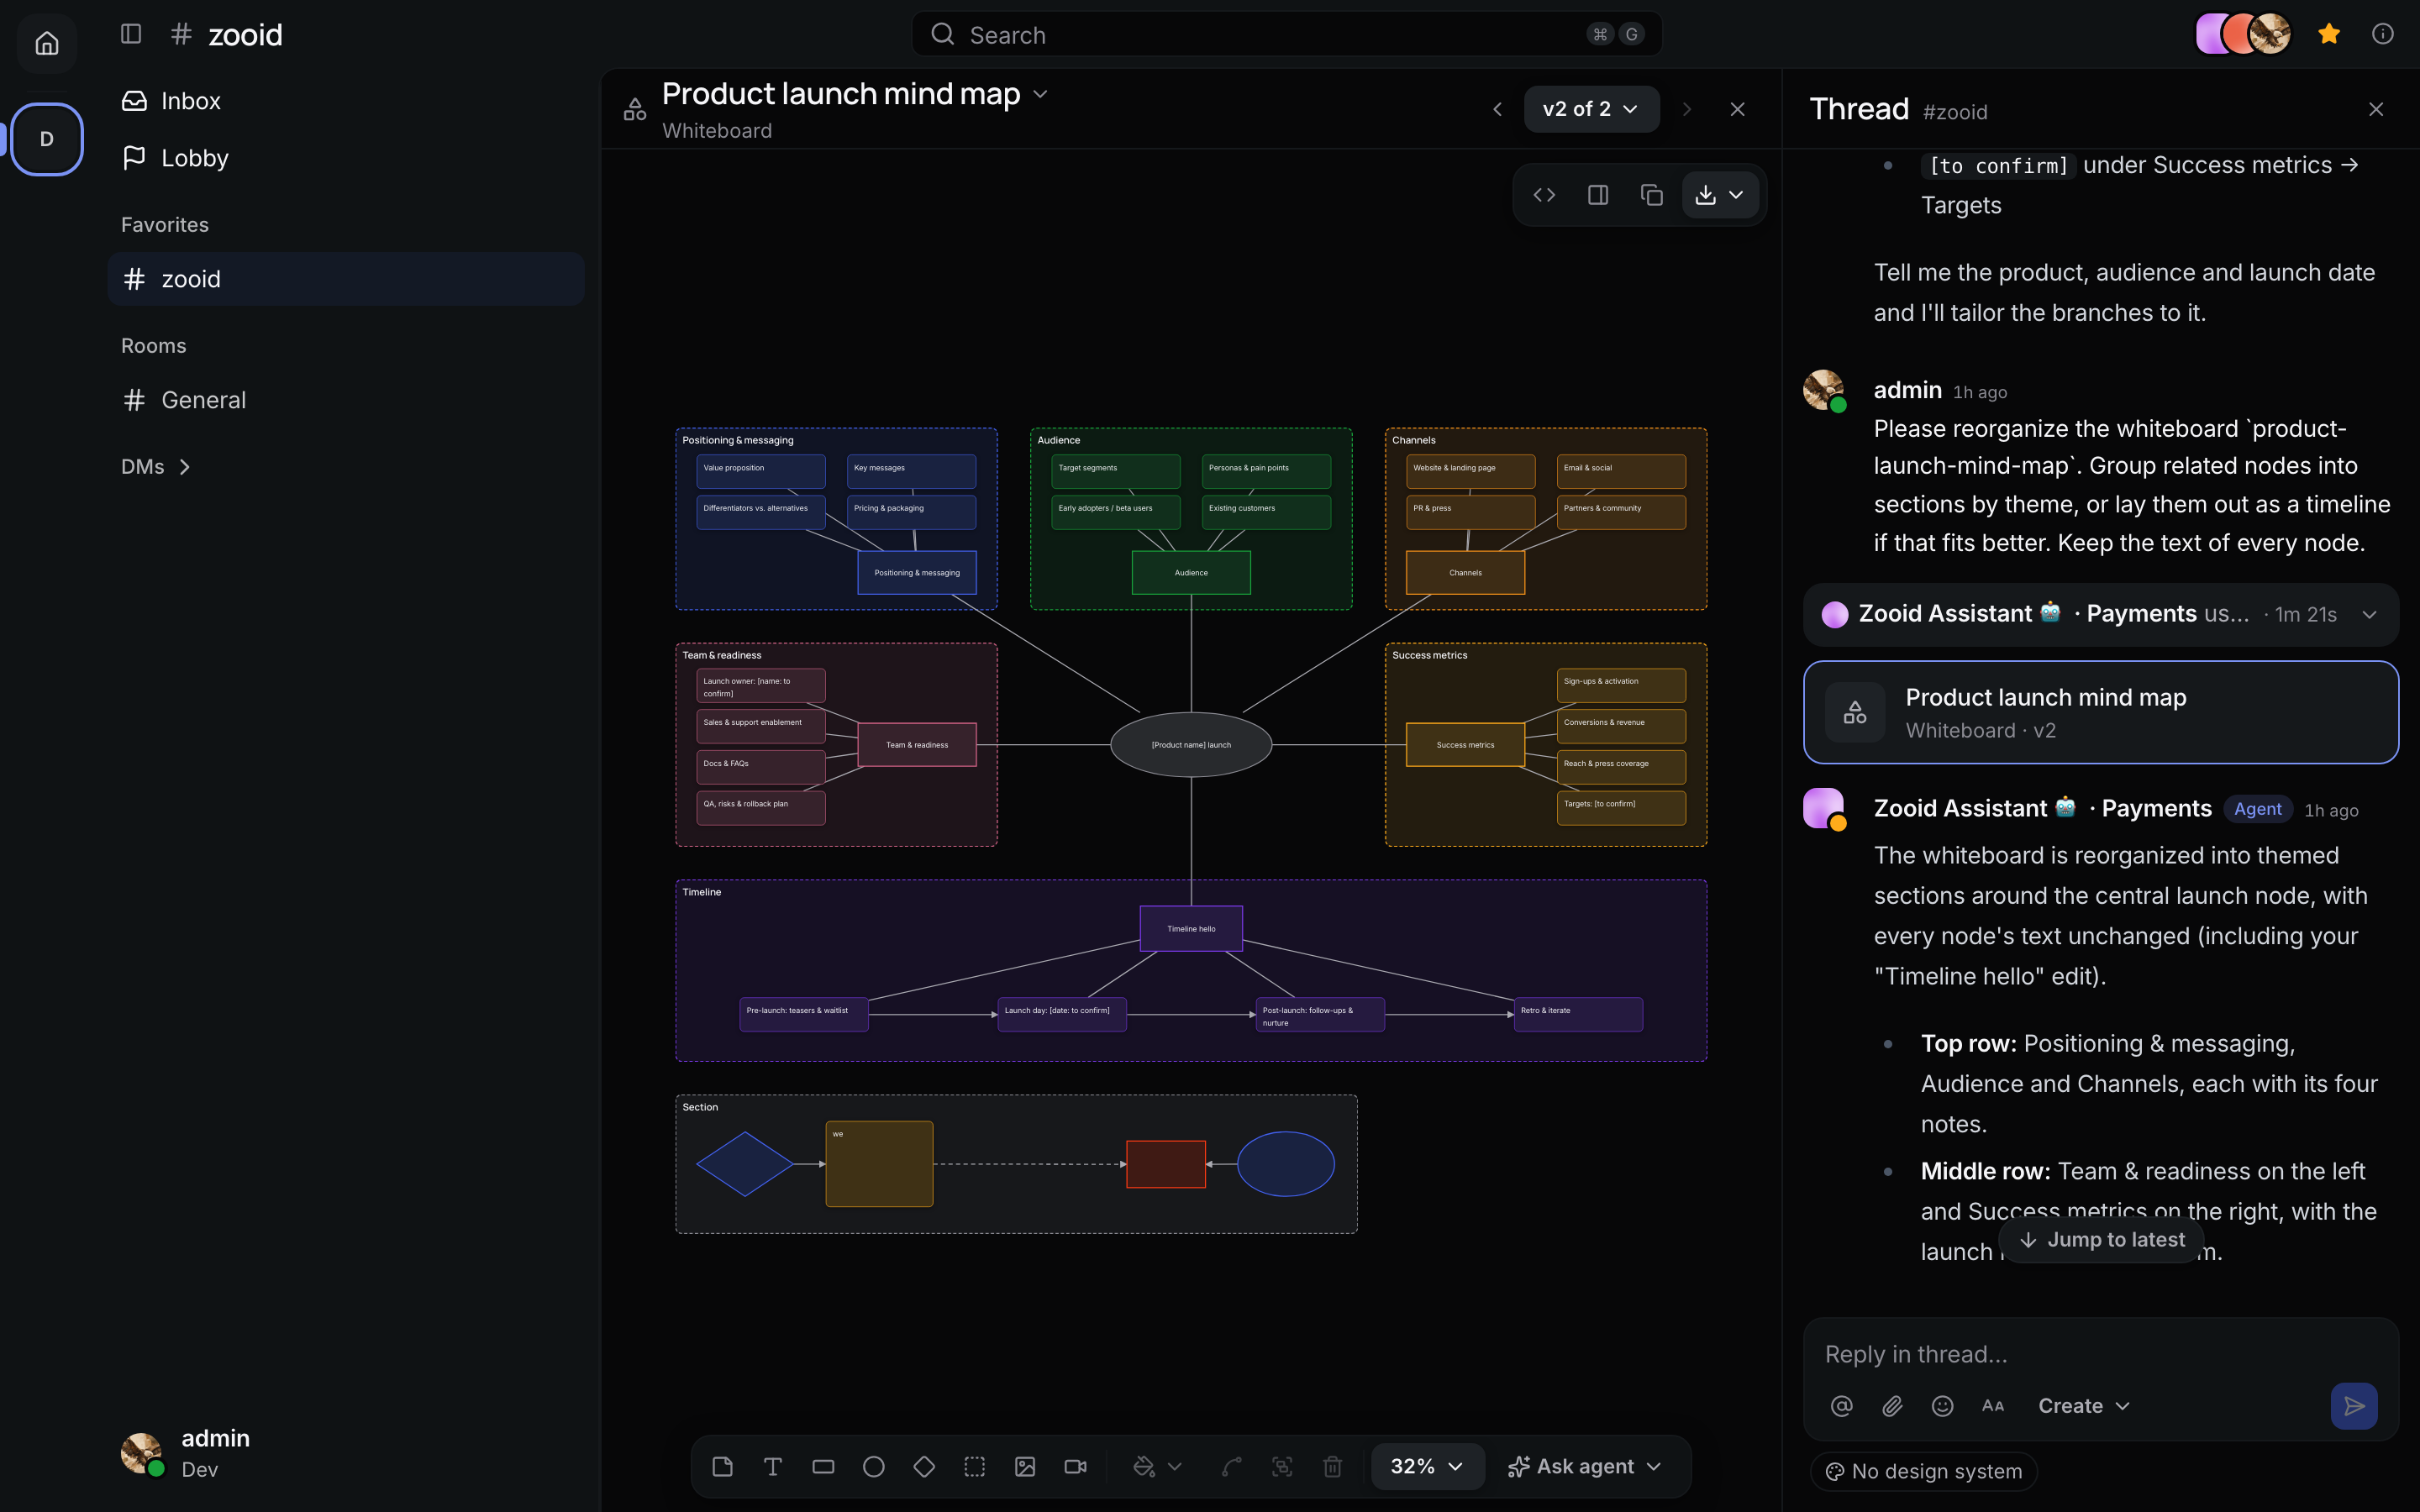 # zooid
Search
⌘ G
D
Inbox
Lobby
Favorites
# zooid
Rooms
# General
DMs
admin
Dev
Product launch mind map
Whiteboard
v2 of 2
Positioning & messaging
Value proposition
Key messages
Differentiators vs. alternatives
Pricing & packaging
Positioning & messaging
Audience
Target segments
Personas & pain points
Early adopters / beta users
Existing customers
Audience
Channels
Website & landing page
Email & social
PR & press
Partners & community
Channels
Team & readiness
Launch owner: [name: to
confirm]
Sales & support enablement
Docs & FAQs
QA, risks & rollback plan
Team & readiness
[Product name] launch
Success metrics
Sign-ups & activation
Conversions & revenue
Reach & press coverage
Targets: [to confirm]
Success metrics
Timeline
Timeline hello
Pre-launch: teasers & waitlist
Launch day: [date: to confirm]
Post-launch: follow-ups &
nurture
Retro & iterate
Section
we
32%
Ask agent
Thread #zooid
[to confirm] under Success metrics →
Targets
Tell me the product, audience and launch date
and I'll tailor the branches to it.
admin 1h ago
Please reorganize the whiteboard `product-
launch-mind-map`. Group related nodes into
sections by theme, or lay them out as a timeline
if that fits better. Keep the text of every node.
Zooid Assistant 🤖 · Payments us... · 1m 21s
Product launch mind map
Whiteboard · v2
Zooid Assistant 🤖 · Payments Agent 1h ago
The whiteboard is reorganized into themed
sections around the central launch node, with
every node's text unchanged (including your
"Timeline hello" edit).
• Top row: Positioning & messaging,
Audience and Channels, each with its four
notes.
• Middle row: Team & readiness on the left
and Success metrics on the right, with the
launch
m.
Jump to latest
Reply in thread...
Create
No design system